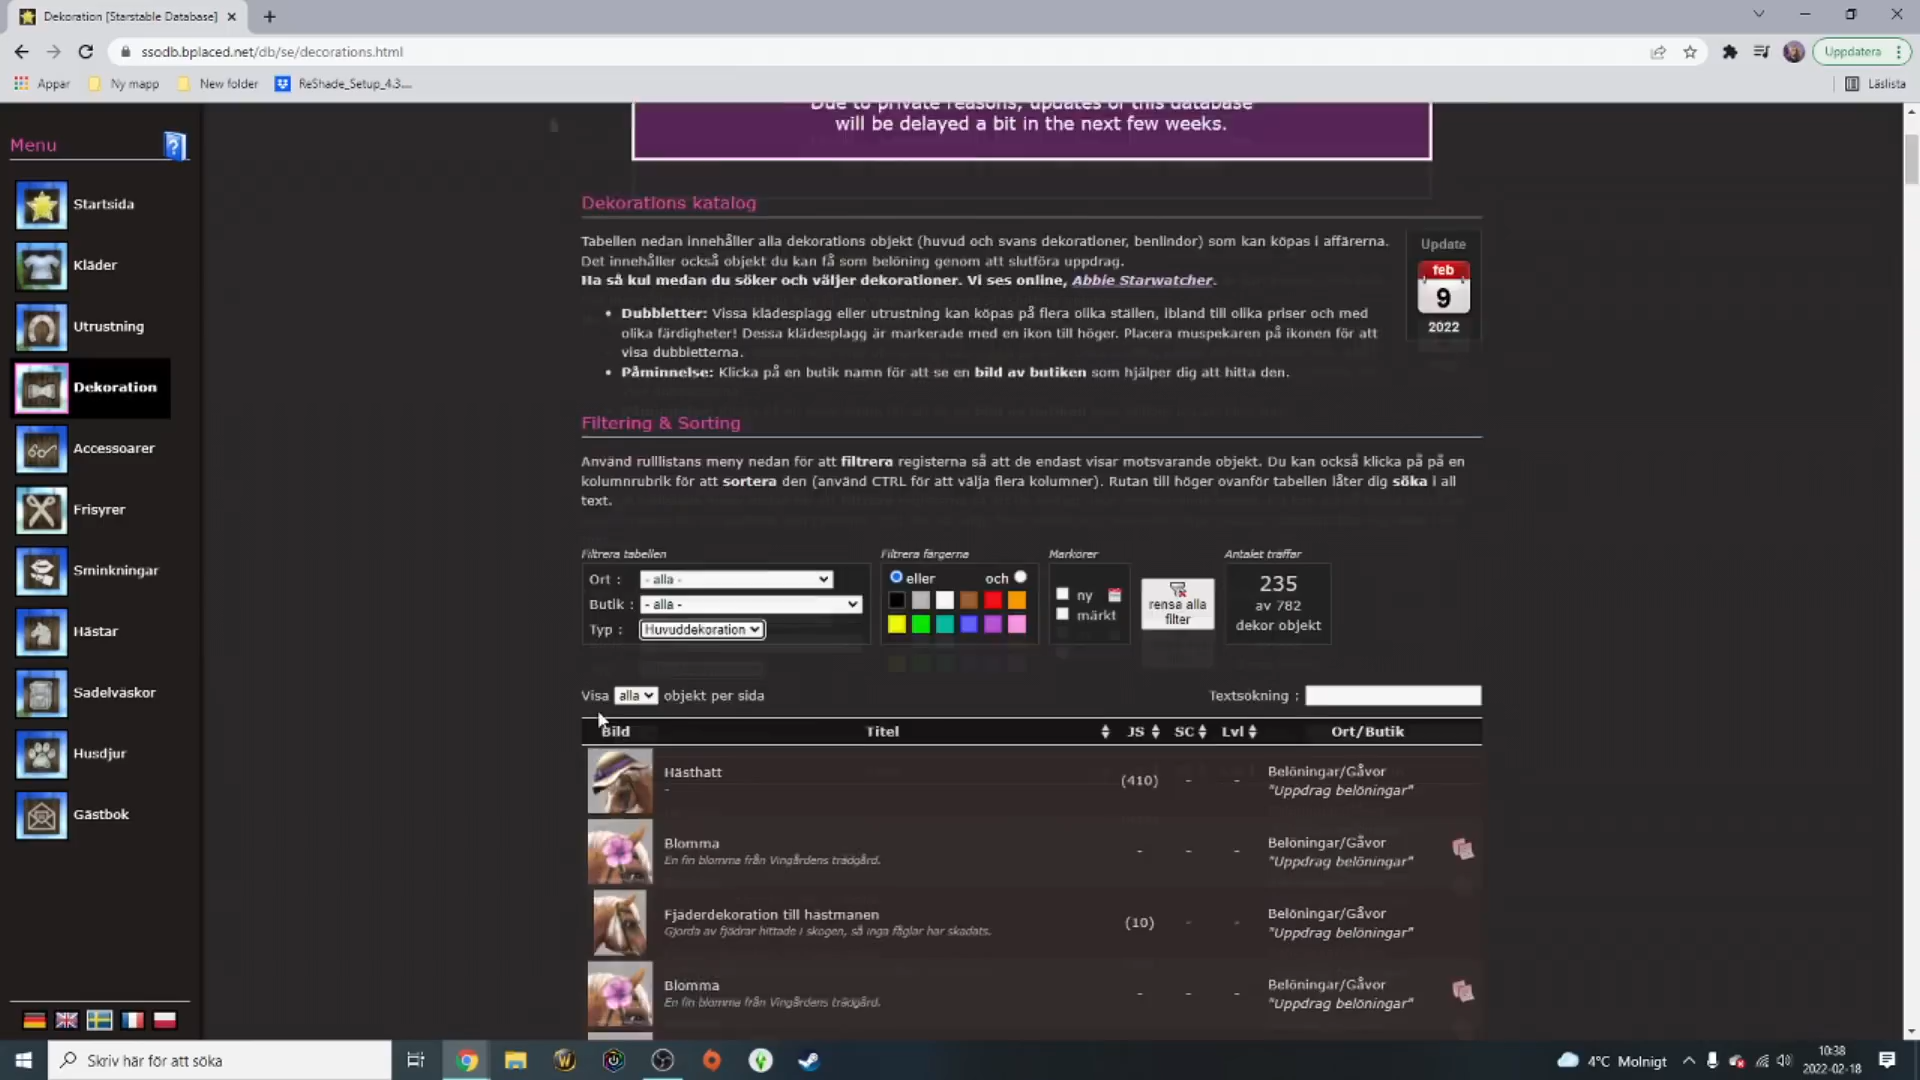 Dekoration [Starstable Database]
ssodb.bplaced.net/db/se/decorations.html
Uppdatera
Appar
Ny mapp
New folder
ReShade_Setup_4.3....
Läslista
Due to private reasons, updates of this database
will be delayed a bit in the next few weeks.
Menu
Startsida
Kläder
Utrustning
Dekoration
Accessoarer
Frisyrer
Sminkningar
Hästar
Sadelväskor
Husdjur
Gästbok
Dekorations katalog
Tabellen nedan innehåller alla dekorations objekt (huvud och svans dekorationer, benlindor) som kan köpas i affärerna.
Det innehåller också objekt du kan få som belöning genom att slutföra uppdrag.
Ha så kul medan du söker och väljer dekorationer. Vi ses online, Abbie Starwatcher.
Update
feb
9
2022
• Dubbletter: Vissa klädesplagg eller utrustning kan köpas på flera olika ställen, ibland till olika priser och med
olika färdigheter! Dessa klädesplagg är markerade med en ikon till höger. Placera muspekaren på ikonen för att
visa dubbletterna.
• Påminnelse: Klicka på en butik namn för att se en bild av butiken som hjälper dig att hitta den.
Filtering & Sorting
Använd rulllistans meny nedan för att filtrera registerna så att de endast visar motsvarande objekt. Du kan också klicka på på en
kolumnrubrik för att sortera den (använd CTRL för att välja flera kolumner). Rutan till höger ovanför tabellen låter dig söka i all
text.
Filtrera tabellen
Ort :
- alla -
Butik :
- alla -
Typ :
Huvuddekoration
Filtrera färgerna
eller
och
Markörer
ny
märkt
rensa alla
filter
Antalet träffar
235
av 782
dekor objekt
Visa alla objekt per sida
Textsökning :
Bild Titel JS SC Lvl Ort/Butik
Hästhatt
-
(410) - -
Belöningar/Gåvor
"Uppdrag belöningar"
Blomma
En fin blomma från Vingårdens trädgård.
- - -
Belöningar/Gåvor
"Uppdrag belöningar"
Fjäderdekoration till hästmanen
Gjorda av fjädrar hittade i skogen, så inga fåglar har skadats.
(10) - -
Belöningar/Gåvor
"Uppdrag belöningar"
Blomma
En fin blomma från Vingårdens trädgård.
- - -
Belöningar/Gåvor
"Uppdrag belöningar"
Skriv här för att söka
4°C Molnigt
10:38
2022-02-18